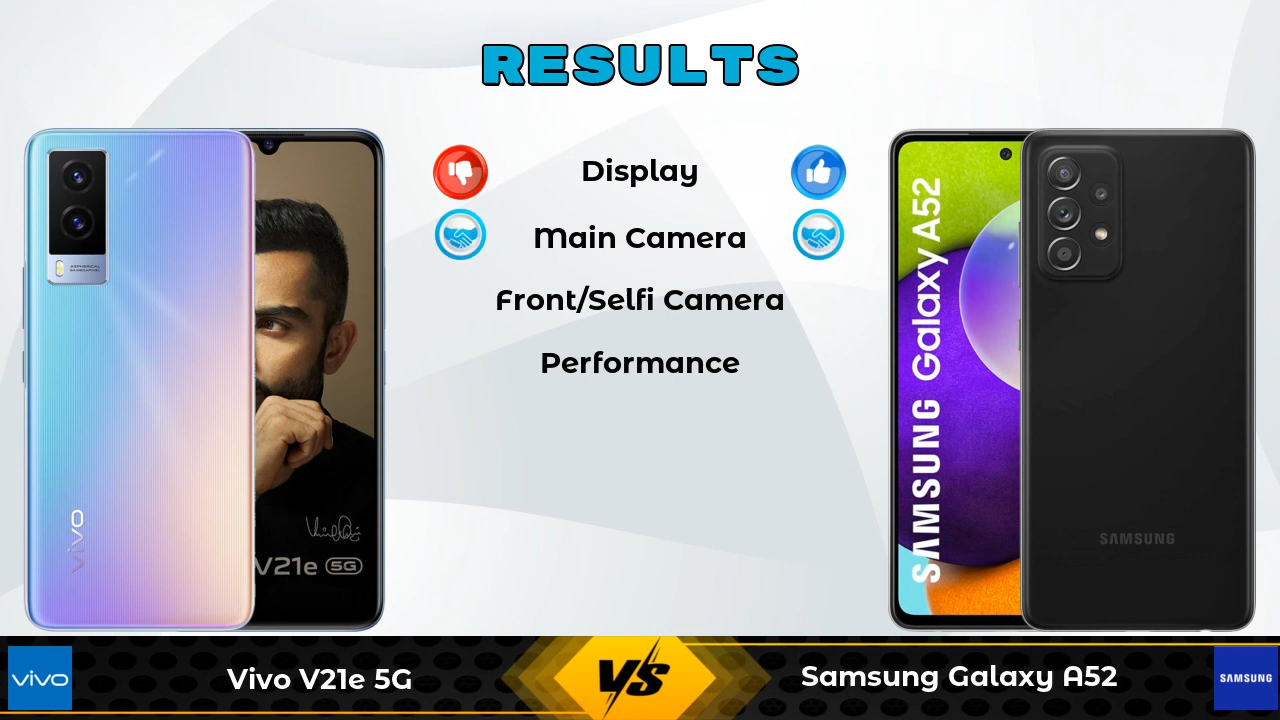 RESULTS
Display
Main Camera
Front/Selfi Camera
Performance
vivo
V21e 5G
SAMSUNG Galaxy A52
SAMSUNG
vivo
Vivo V21e 5G
VS
Samsung Galaxy A52
SAMSUNG